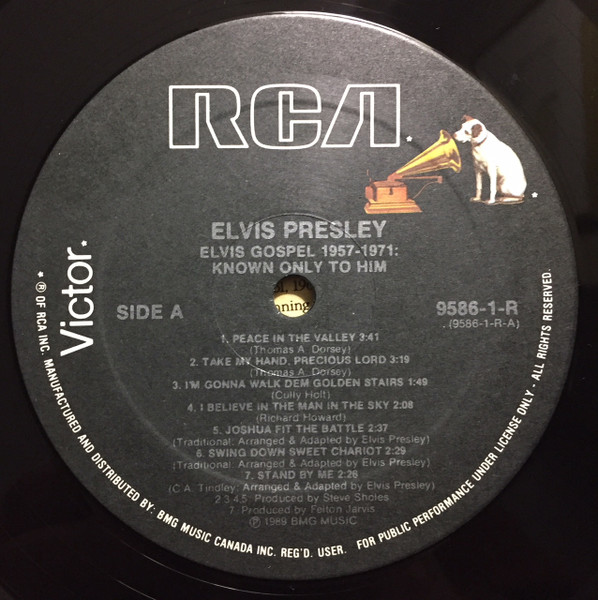 RCA
ELVIS PRESLEY
ELVIS GOSPEL 1957-1971:
KNOWN ONLY TO HIM
Victor.
SIDE A
ning
9586-1-R
(9586-1-R-A)
1. PEACE IN THE VALLEY 3:41
(Thomas A. Dorsey)
2. TAKE MY HAND, PRECIOUS LORD 3:19
(Thomas A. Dorsey)
3. I'M GONNA WALK DEM GOLDEN STAIRS 1:49
(Cully Holt)
4. I BELIEVE IN THE MAN IN THE SKY 2:08
(Richard Howard)
5. JOSHUA FIT THE BATTLE 2:37
(Traditional: Arranged & Adapted by Elvis Presley)
6. SWING DOWN SWEET CHARIOT 2:29
(Traditional: Arranged & Adapted by Elvis Presley)
7. STAND BY ME 2:26
(C.A. Tindley: Arranged & Adapted by Elvis Presley)
2,3,4,5: Produced by Steve Sholes
7: Produced by Felton Jarvis
℗ 1989 BMG MUSIC
* ® OF RCA INC. MANUFACTURED AND DISTRIBUTED BY: BMG MUSIC CANADA INC. REG'D. USER. FOR PUBLIC PERFORMANCE UNDER LICENSE ONLY · ALL RIGHTS RESERVED.